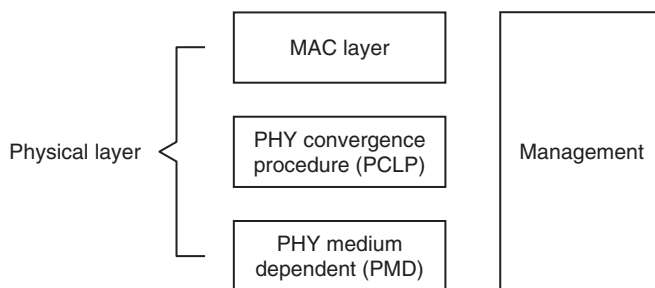 MAC layer
Physical layer
PHY convergence
procedure (PCLP)
Management
PHY medium
dependent (PMD)